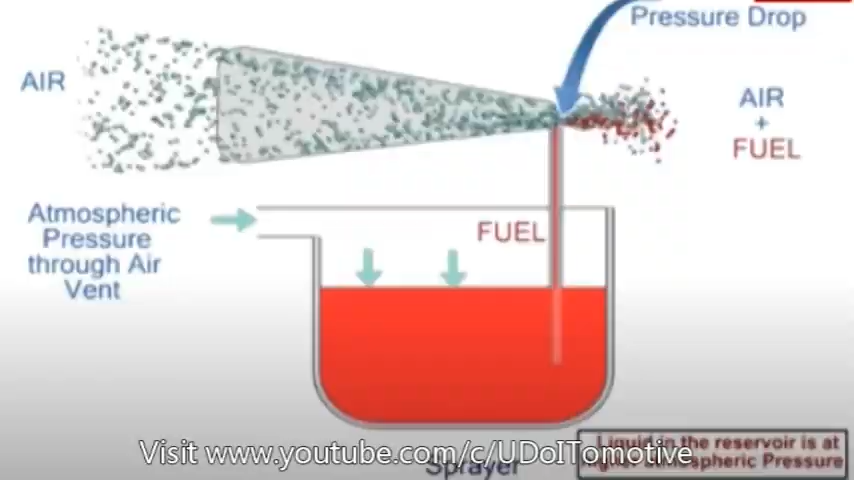 Pressure Drop
AIR
AIR
+
FUEL
Atmospheric
Pressure
through Air
Vent
FUEL
Liquid in the reservoir is at
higher atmospheric Pressure
Visit www.youtube.com/c/UDoITomotive
Sprayer